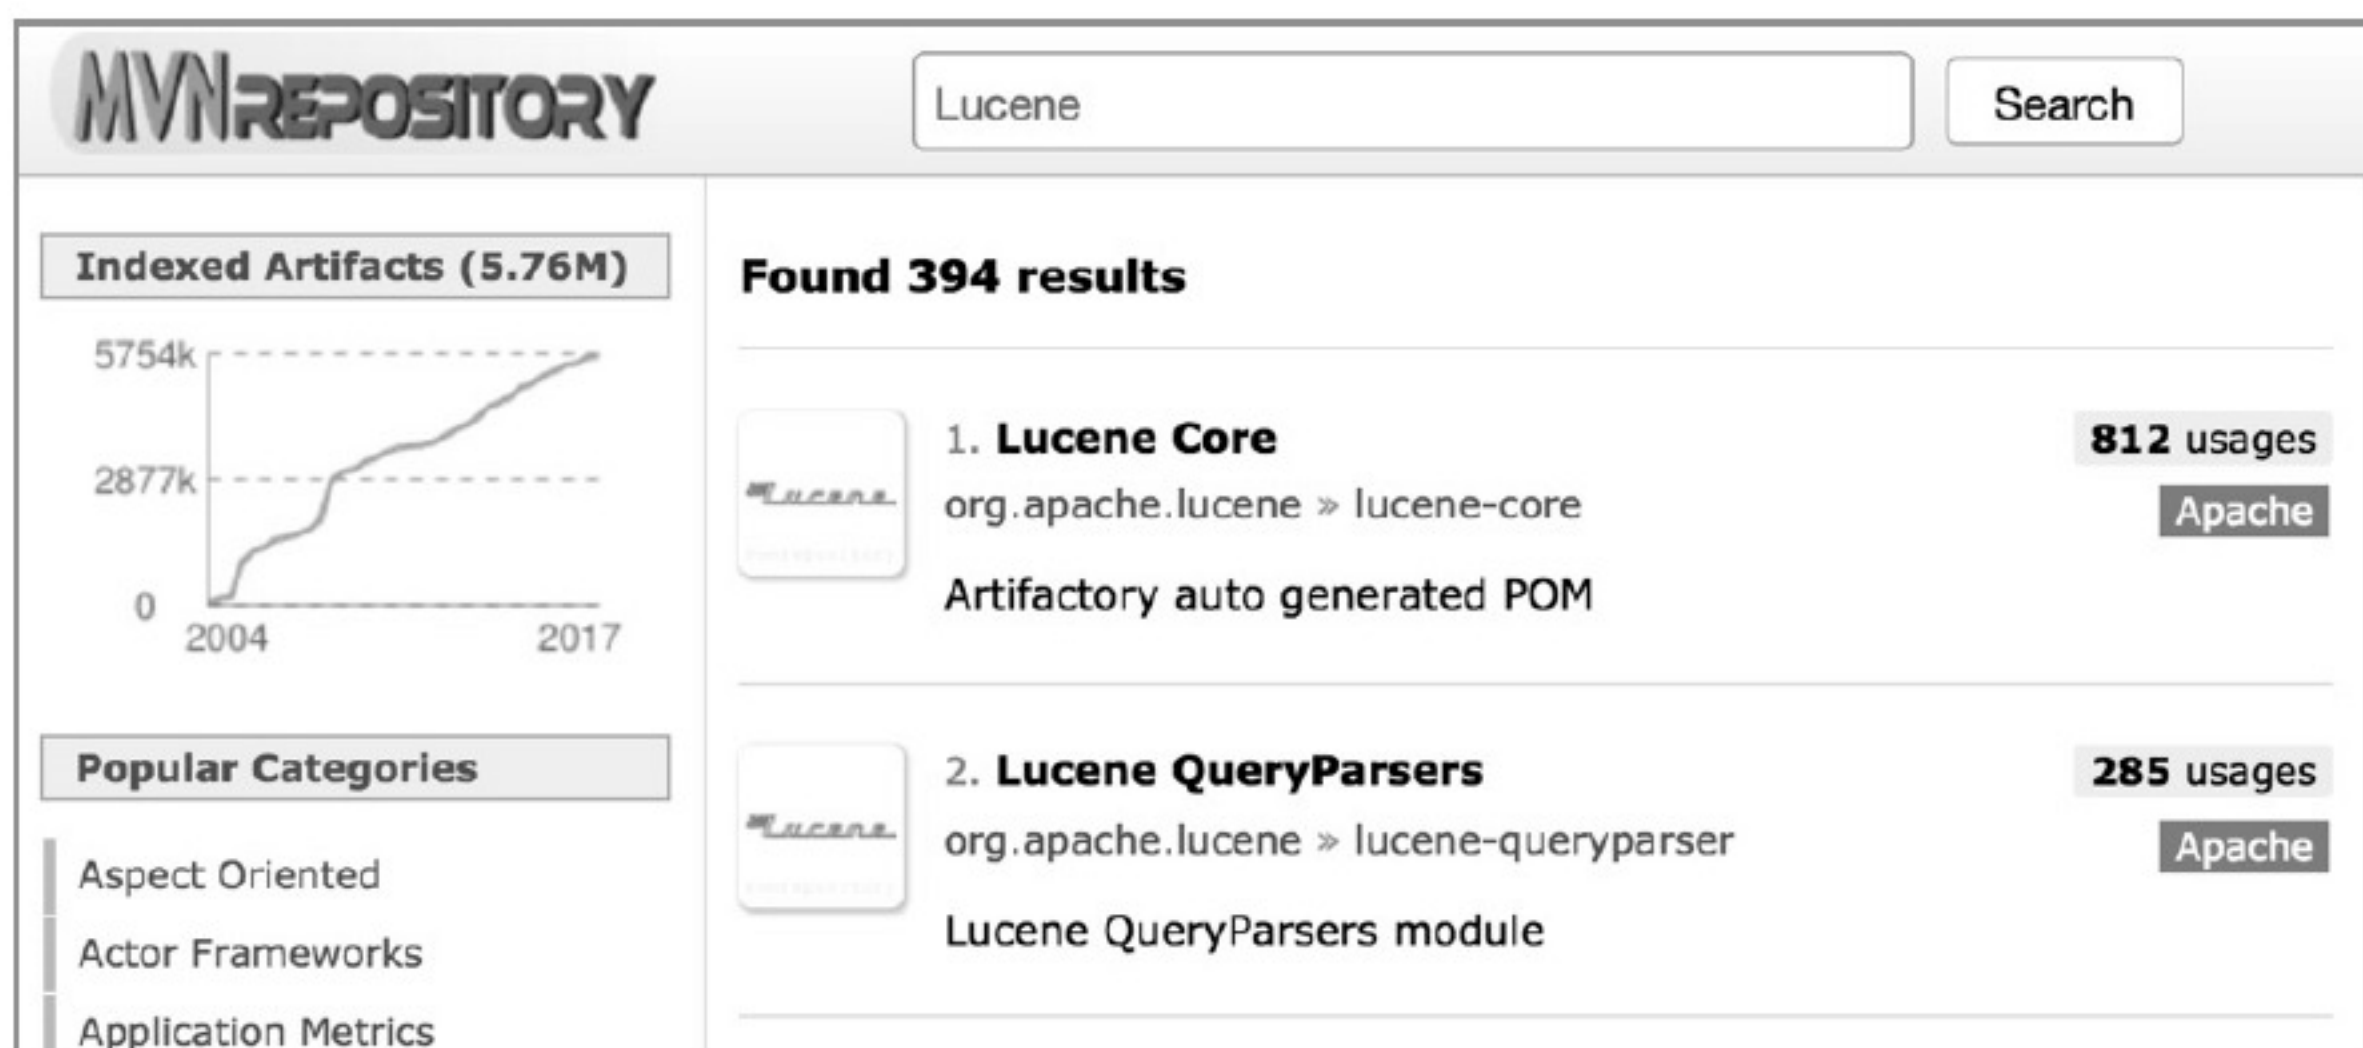 MVNREPOSITORY
Lucene
Search
Indexed Artifacts (5.76M)
5754k
2877k
0
2004 2017
Popular Categories
Aspect Oriented
Actor Frameworks
Application Metrics
Found 394 results
Lucene
1. Lucene Core
812 usages
org.apache.lucene » lucene-core
Apache
Artifactory auto generated POM
Lucene
2. Lucene QueryParsers
285 usages
org.apache.lucene » lucene-queryparser
Apache
Lucene QueryParsers module